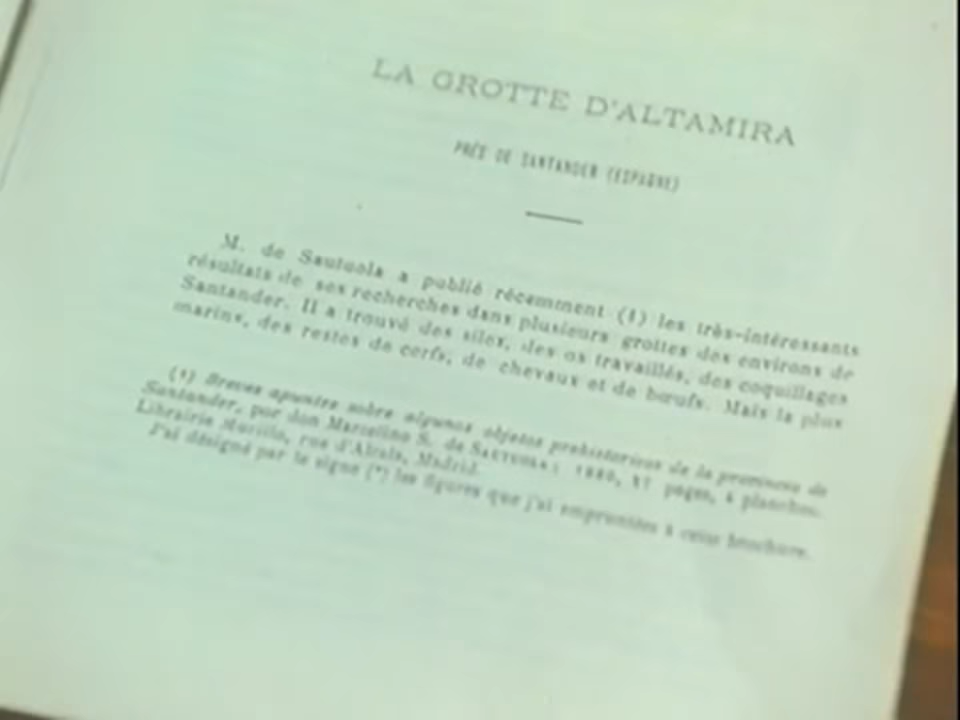 LA GROTTE D'ALTAMIRA
PRÈS DE SANTANDER (ESPAGNE)
M. de Sautuola a publié récemment (1) les très-intéressants
résultats de ses recherches dans plusieurs grottes des environs de
Santander. Il a trouvé des silex, des os travaillés, des coquillages
marins, des restes de cerfs, de chevaux et de bœufs. Mais la plus
(1) Breves apuntes sobre algunos objetos prehistoricos de la provincia de
Santander, por don Marcelino S. de SAUTUOLA; 1880, 27 pages, 4 planches.
Librairie Murillo, rue d'Alcala, Madrid.
J'ai désigné par le signe (*) les figures que j'ai empruntées à cette brochure.